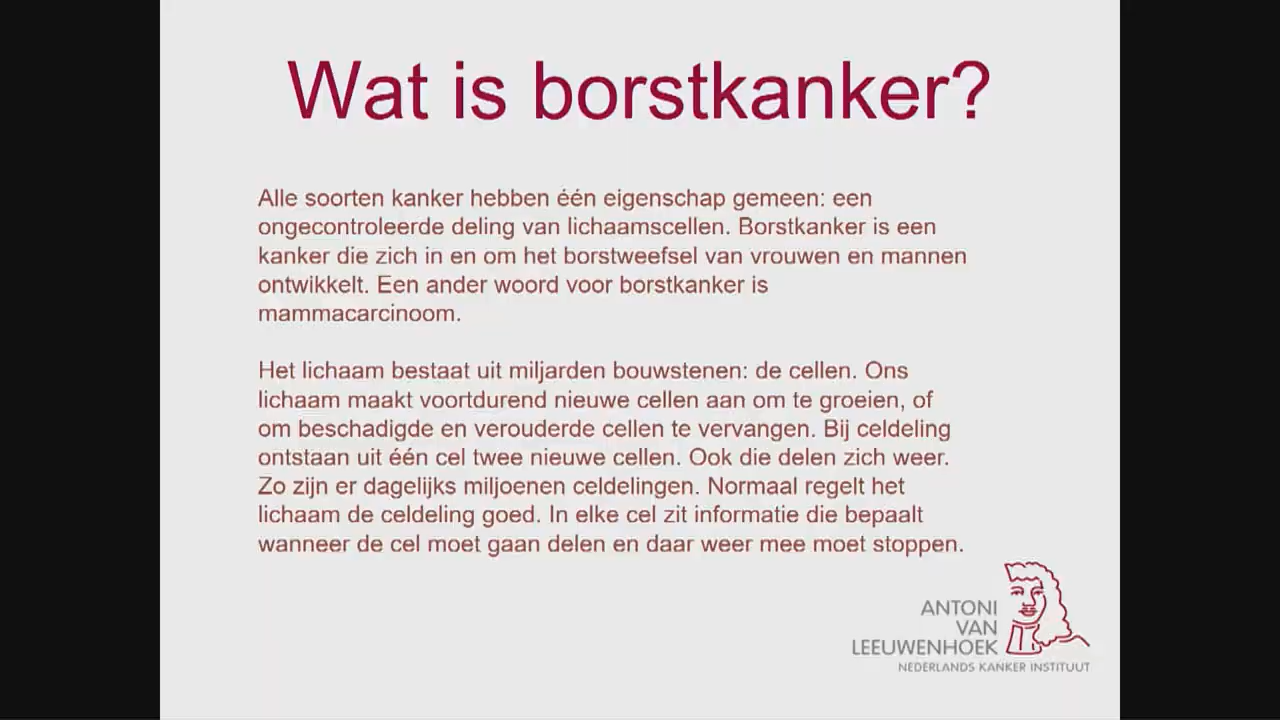 Wat is borstkanker?
Alle soorten kanker hebben één eigenschap gemeen: een
ongecontroleerde deling van lichaamscellen. Borstkanker is een
kanker die zich in en om het borstweefsel van vrouwen en mannen
ontwikkelt. Een ander woord voor borstkanker is
mammacarcinoom.
Het lichaam bestaat uit miljarden bouwstenen: de cellen. Ons
lichaam maakt voortdurend nieuwe cellen aan om te groeien, of
om beschadigde en verouderde cellen te vervangen. Bij celdeling
ontstaan uit één cel twee nieuwe cellen. Ook die delen zich weer.
Zo zijn er dagelijks miljoenen celdelingen. Normaal regelt het
lichaam de celdeling goed. In elke cel zit informatie die bepaalt
wanneer de cel moet gaan delen en daar weer mee moet stoppen.
ANTONI
VAN
LEEUWENHOEK
NEDERLANDS KANKER INSTITUUT